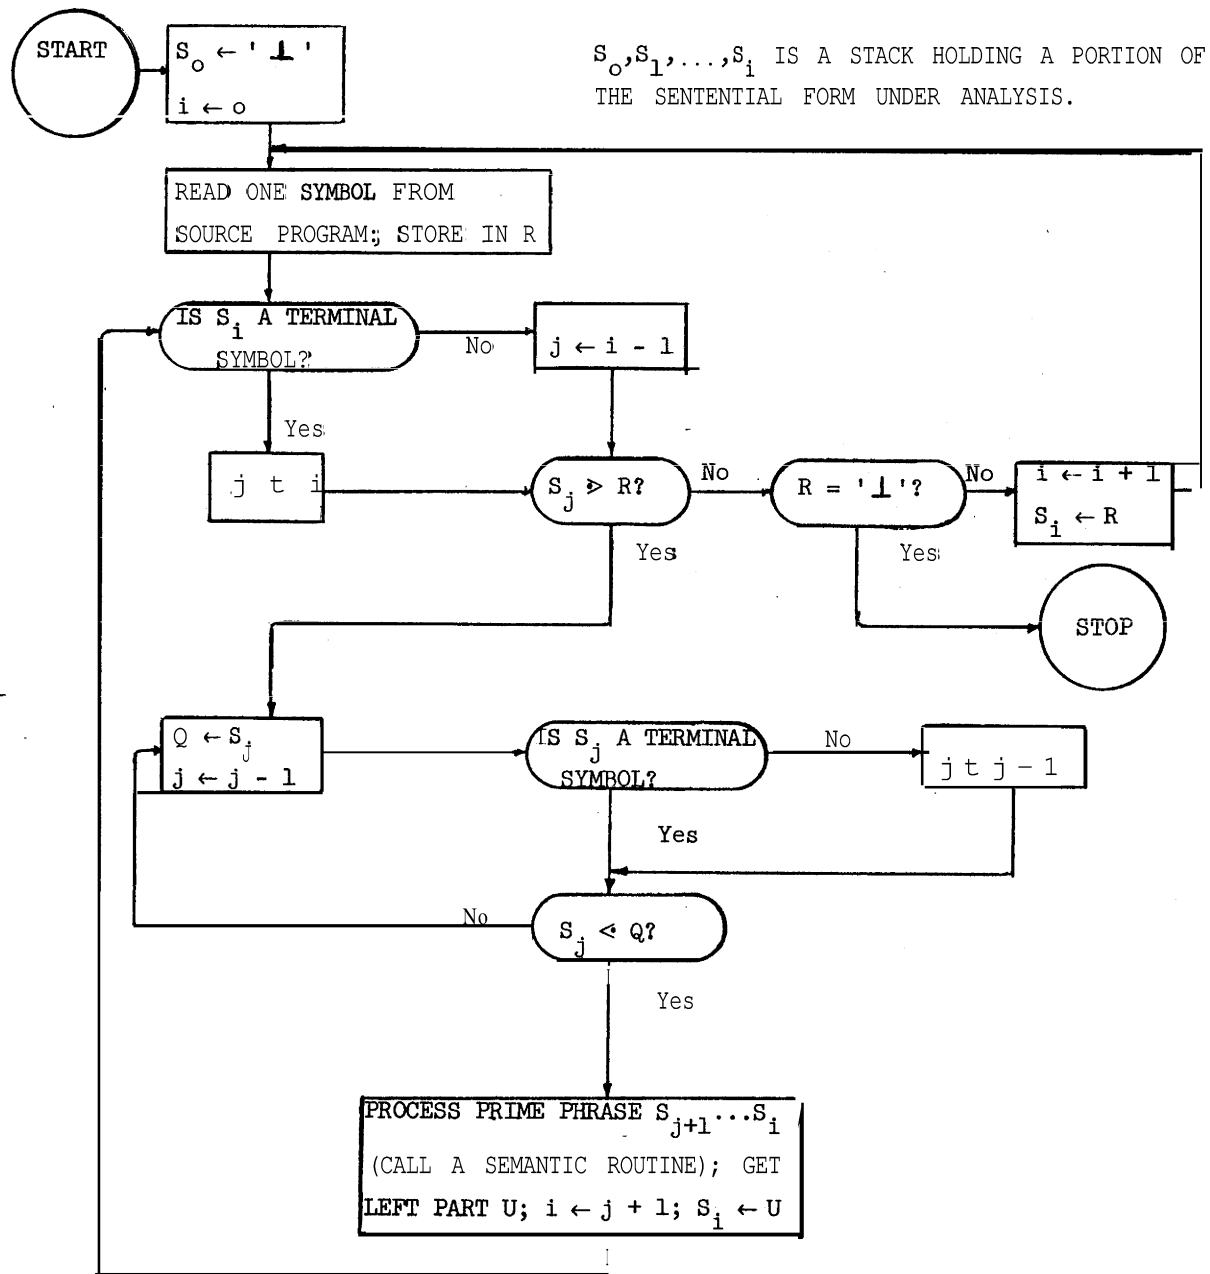 START
S₀ ← '⊥'
i ← o
S₀,S₁,...,Sᵢ IS A STACK HOLDING A PORTION OF
THE SENTENTIAL FORM UNDER ANALYSIS.
READ ONE SYMBOL FROM
SOURCE PROGRAM; STORE IN R
IS Sᵢ A TERMINAL
SYMBOL?
No
j ← i - 1
Yes
j t i
Sⱼ ⋗ R?
No
R = '⊥'?
No
i ← i + 1
Sᵢ ← R
Yes
Yes
STOP
Q ← Sⱼ
j ← j - 1
IS Sⱼ A TERMINAL
SYMBOL?
No
j t j - 1
Yes
No
Sⱼ ⋖ Q?
Yes
PROCESS PRIME PHRASE Sⱼ₊₁...Sᵢ
(CALL A SEMANTIC ROUTINE); GET
LEFT PART U; i ← j + 1; Sᵢ ← U